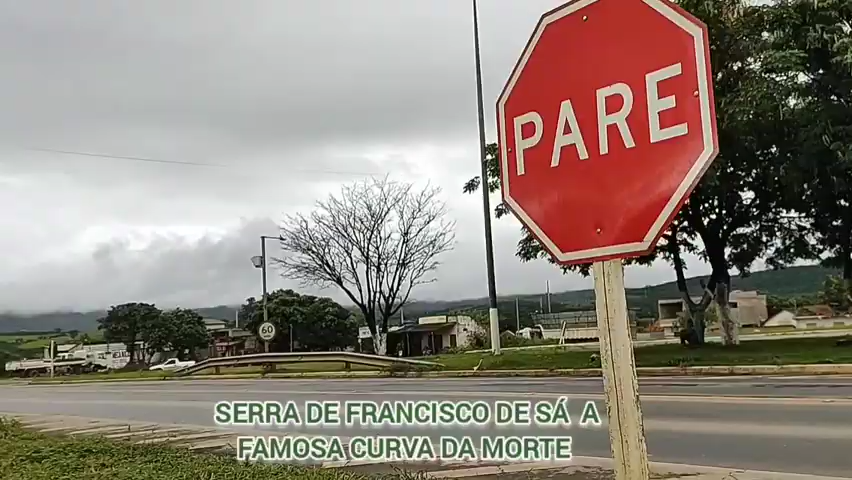 PARE
60
SERRA DE FRANCISCO DE SÁ A
FAMOSA CURVA DA MORTE